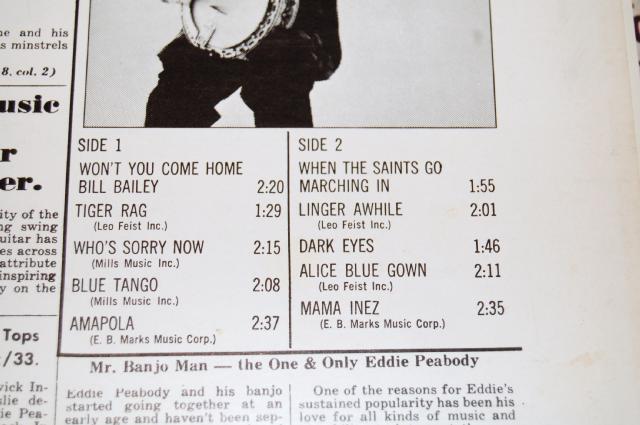 ne and his
s minstrels
8, col. 2)
usic
r
er.
ity of the
ng swing
uitar has
es across
attribute
inspiring
y on the
Tops
/33.
wick In-
slie de-
ie Pea-
SIDE 1
WON'T YOU COME HOME
BILL BAILEY 2:20
TIGER RAG 1:29
(Leo Feist Inc.)
WHO'S SORRY NOW 2:15
(Mills Music Inc.)
BLUE TANGO 2:08
(Mills Music Inc.)
AMAPOLA 2:37
(E. B. Marks Music Corp.)
SIDE 2
WHEN THE SAINTS GO
MARCHING IN 1:55
LINGER AWHILE 2:01
(Leo Feist Inc.)
DARK EYES 1:46
ALICE BLUE GOWN 2:11
(Leo Feist Inc.)
MAMA INEZ 2:35
(E. B. Marks Music Corp.)
Mr. Banjo Man — the One & Only Eddie Peabody
Eddie Peabody and his banjo
started going together at an
early age and haven't been sep-
One of the reasons for Eddie's
sustained popularity has been his
love for all kinds of music and